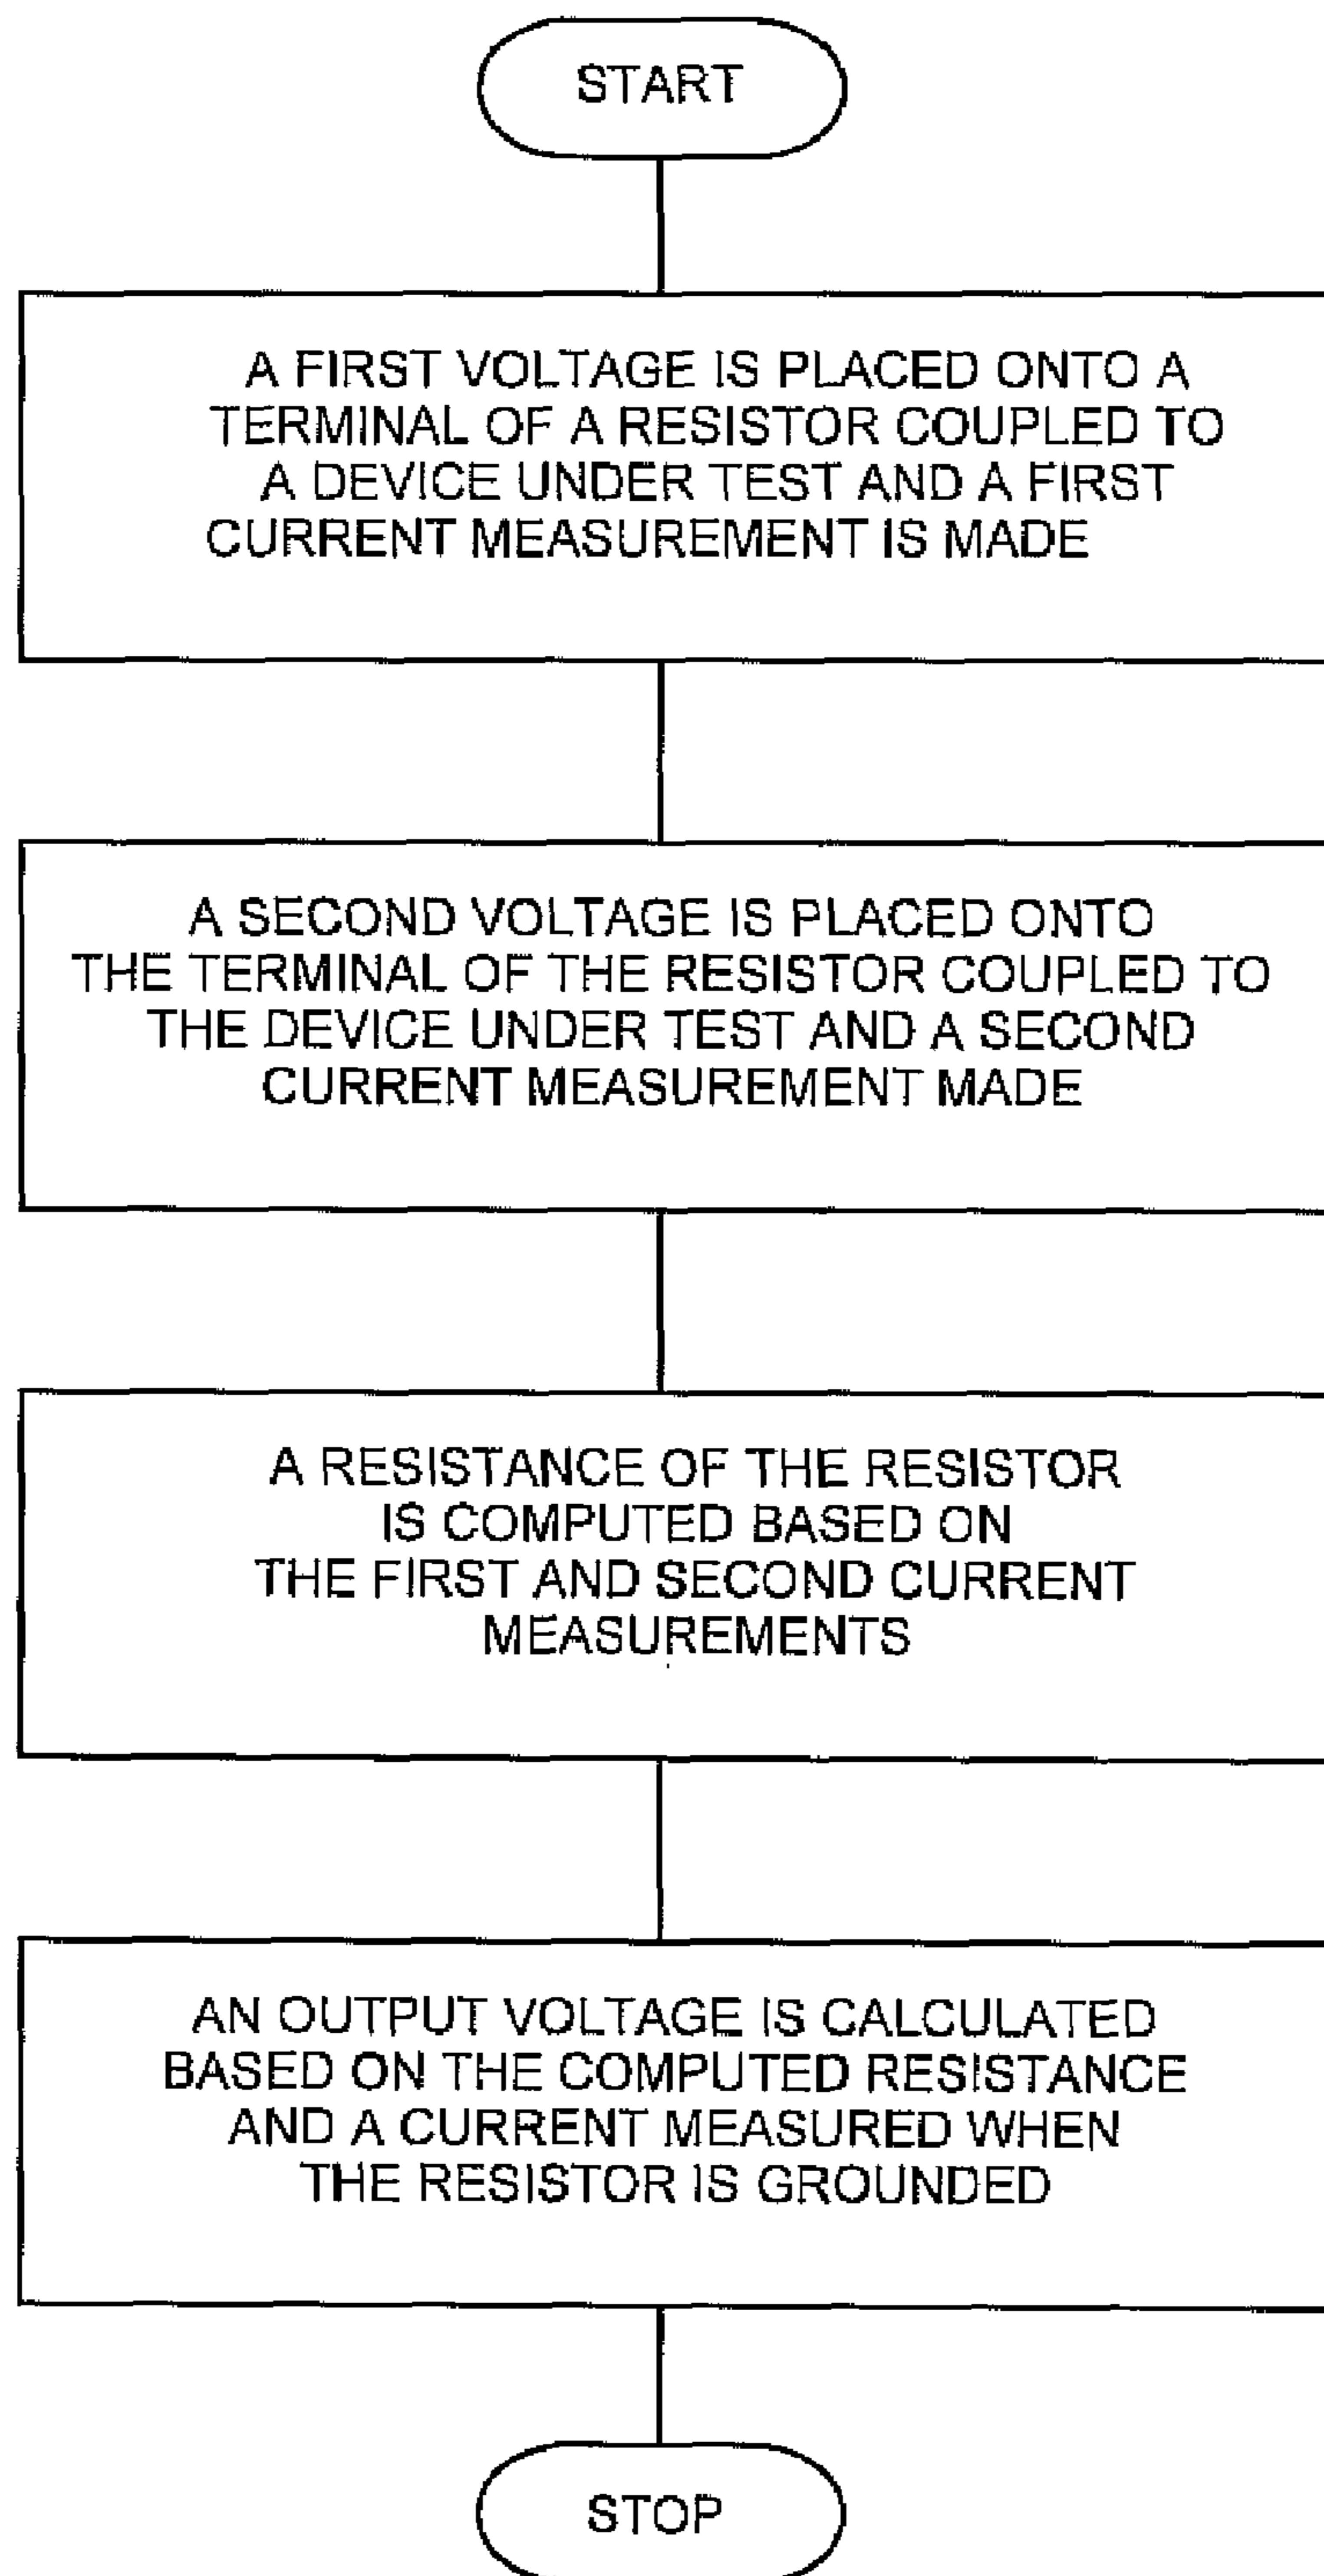 START
A FIRST VOLTAGE IS PLACED ONTO A
TERMINAL OF A RESISTOR COUPLED TO
A DEVICE UNDER TEST AND A FIRST
CURRENT MEASUREMENT IS MADE
A SECOND VOLTAGE IS PLACED ONTO
THE TERMINAL OF THE RESISTOR COUPLED TO
THE DEVICE UNDER TEST AND A SECOND
CURRENT MEASUREMENT MADE
A RESISTANCE OF THE RESISTOR
IS COMPUTED BASED ON
THE FIRST AND SECOND CURRENT
MEASUREMENTS
AN OUTPUT VOLTAGE IS CALCULATED
BASED ON THE COMPUTED RESISTANCE
AND A CURRENT MEASURED WHEN
THE RESISTOR IS GROUNDED
STOP